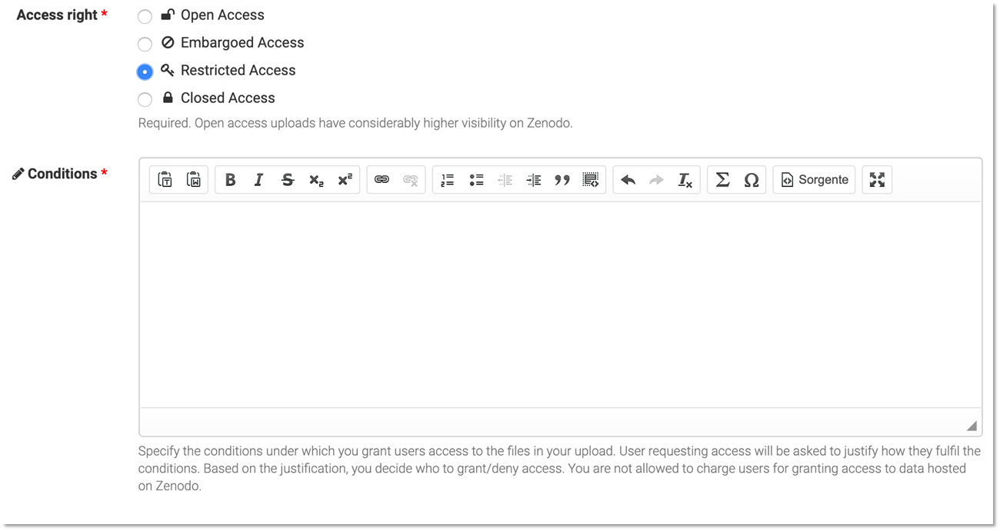 Access right *
Open Access
Embargoed Access
Restricted Access
Closed Access
Required. Open access uploads have considerably higher visibility on Zenodo.
Conditions *
Sorgente
Specify the conditions under which you grant users access to the files in your upload. User requesting access will be asked to justify how they fulfil the
conditions. Based on the justification, you decide who to grant/deny access. You are not allowed to charge users for granting access to data hosted
on Zenodo.